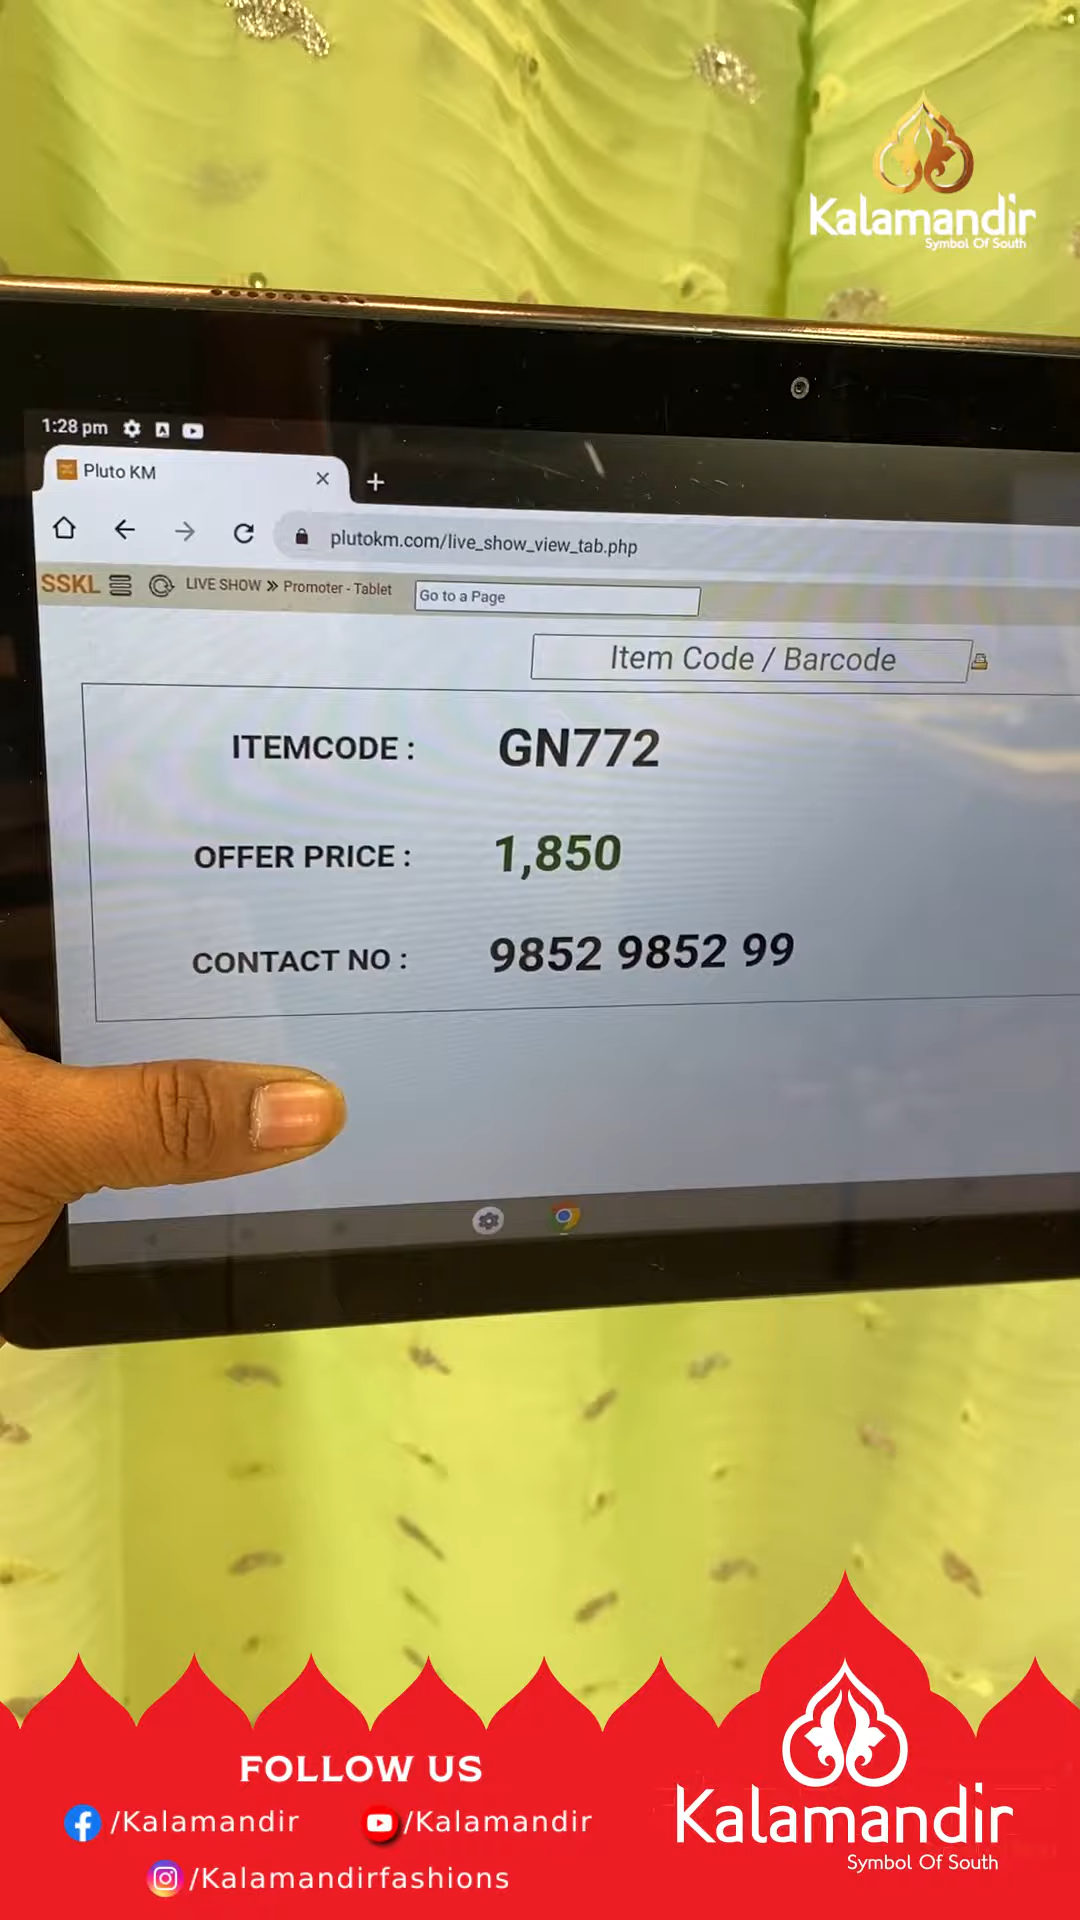 Kalamandir
Symbol Of South
1:28 pm
Pluto KM
plutokm.com/live_show_view_tab.php
SSKL LIVE SHOW >> Promoter - Tablet Go to a Page
Item Code / Barcode
ITEMCODE : GN772
OFFER PRICE : 1,850
CONTACT NO : 9852 9852 99
FOLLOW US
/Kalamandir /Kalamandir
/Kalamandirfashions
Kalamandir
Symbol Of South